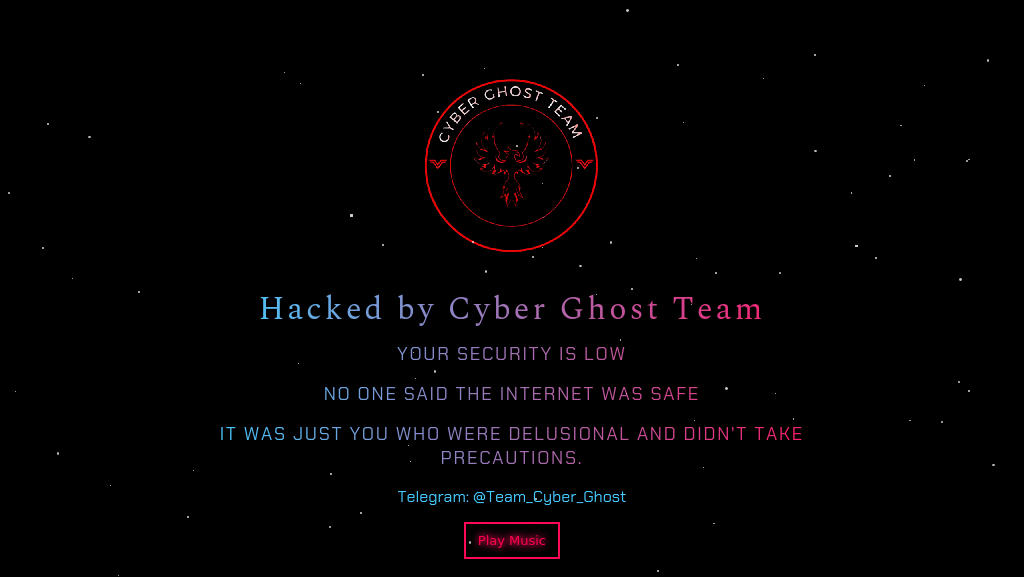 CYBER GHOST TEAM
Hacked by Cyber Ghost Team
YOUR SECURITY IS LOW
NO ONE SAID THE INTERNET WAS SAFE
IT WAS JUST YOU WHO WERE DELUSIONAL AND DIDN'T TAKE
PRECAUTIONS.
Telegram: @Team_Cyber_Ghost
Play Music